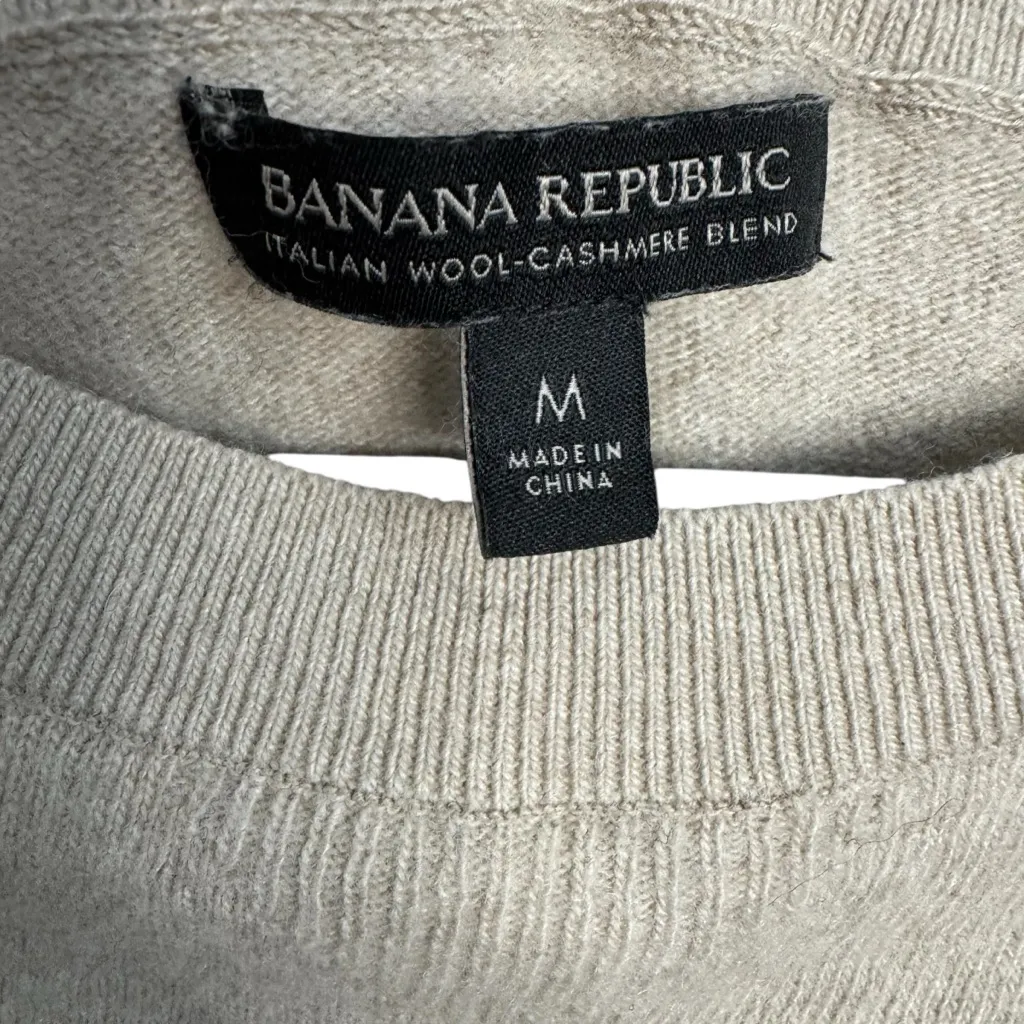 BANANA REPUBLIC
ITALIAN WOOL-CASHMERE BLEND
M
MADE IN
CHINA